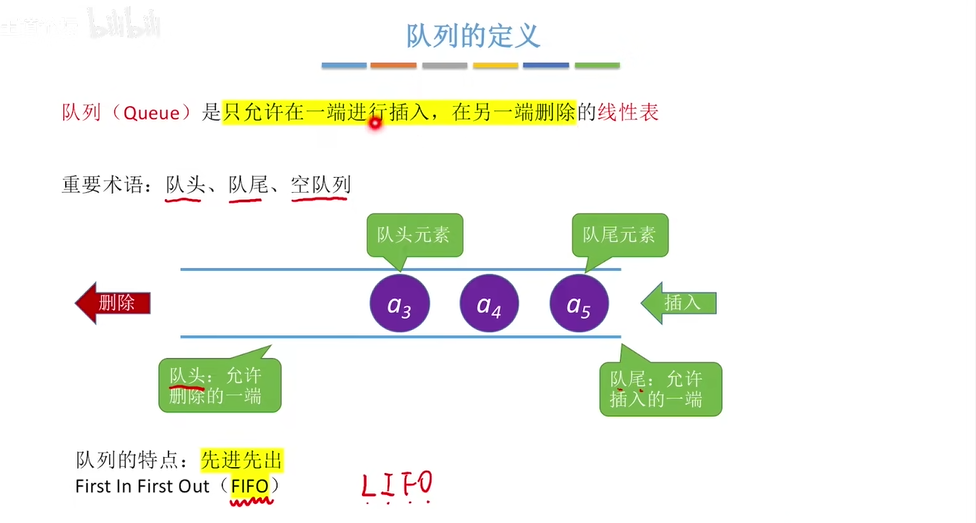 队列的定义
队列（Queue）是只允许在一端进行插入，在另一端删除的线性表
重要术语：队头、队尾、空队列
队头元素
队尾元素
删除
a3
a4
a5
插入
队头：允许
删除的一端
队尾：允许
插入的一端
队列的特点：先进先出
First In First Out（FIFO）
LIFO